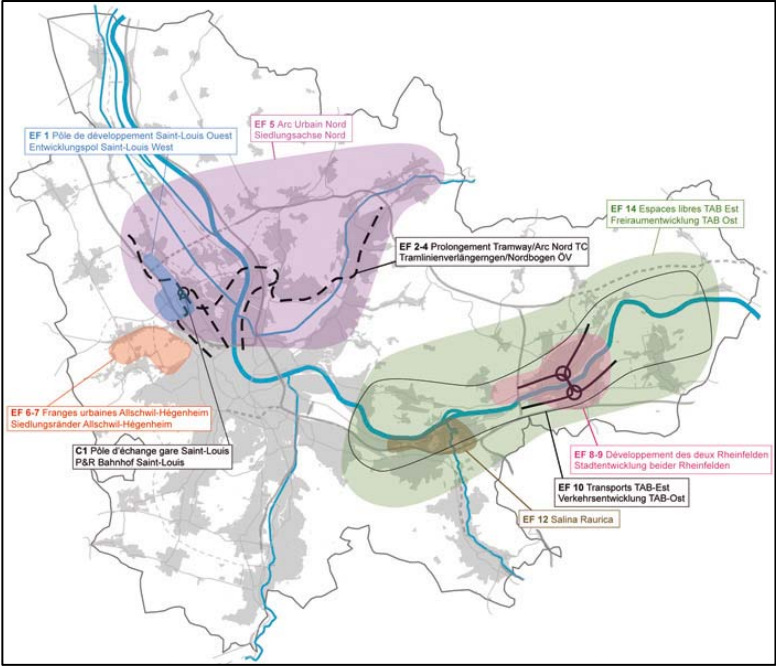 EF 5 Arc Urbain Nord
Siedlungsachse Nord
EF 1 Pôle de développement Saint-Louis Ouest
Entwicklungspol Saint-Louis West
EF 14 Espaces libres TAB Est
Freiraumentwicklung TAB Ost
EF 2-4 Prolongement Tramway/Arc Nord TC
Tramlinienverlängerngen/Nordbogen ÖV
EF 6-7 Franges urbaines Allschwil-Hégenheim
Siedlungsränder Allschwil-Hégenheim
C1 Pôle d'échange gare Saint-Louis
P&R Bahnhof Saint-Louis
EF 8-9 Développement des deux Rheinfelden
Stadtentwicklung beider Rheinfelden
EF 10 Transports TAB-Est
Verkehrsentwicklung TAB-Ost
EF 12 Salina Raurica